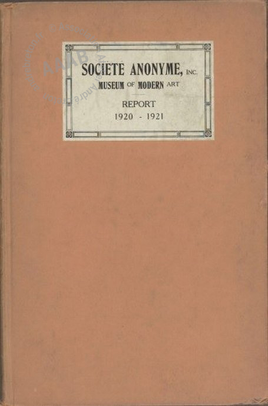 SOCIETE ANONYME, INC.
MUSEUM OF MODERN ART
REPORT
1920 - 1921